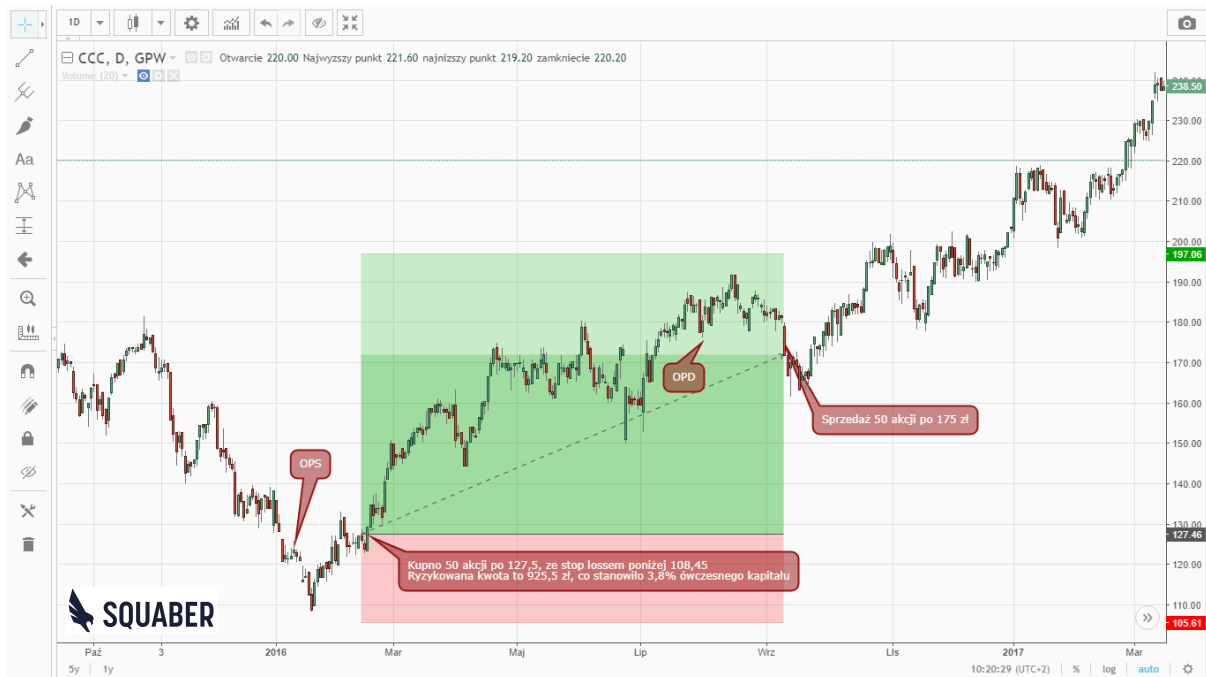 1D
CCC, D, GPW Otwarcie 220.00 Najwyzszy punkt 221.60 najnizszy punkt 219.20 zamkniecie 220.20
Volume (20)
Aa
238.50
230.00
220.00
210.00
200.00
197.06
190.00
180.00
170.00
160.00
150.00
140.00
130.00
127.46
120.00
110.00
105.61
OPD
Sprzedaż 50 akcji po 175 zł
OPS
Kupno 50 akcji po 127,5, ze stop lossem poniżej 108,45
Ryzykowana kwota to 925,5 zł, co stanowiło 3,8% ówczesnego kapitału
SQUABER
Paź 3 2016 Mar Maj Lip Wrz Lis 2017 Mar
5y 1y 10:20:29 (UTC+2) % log auto